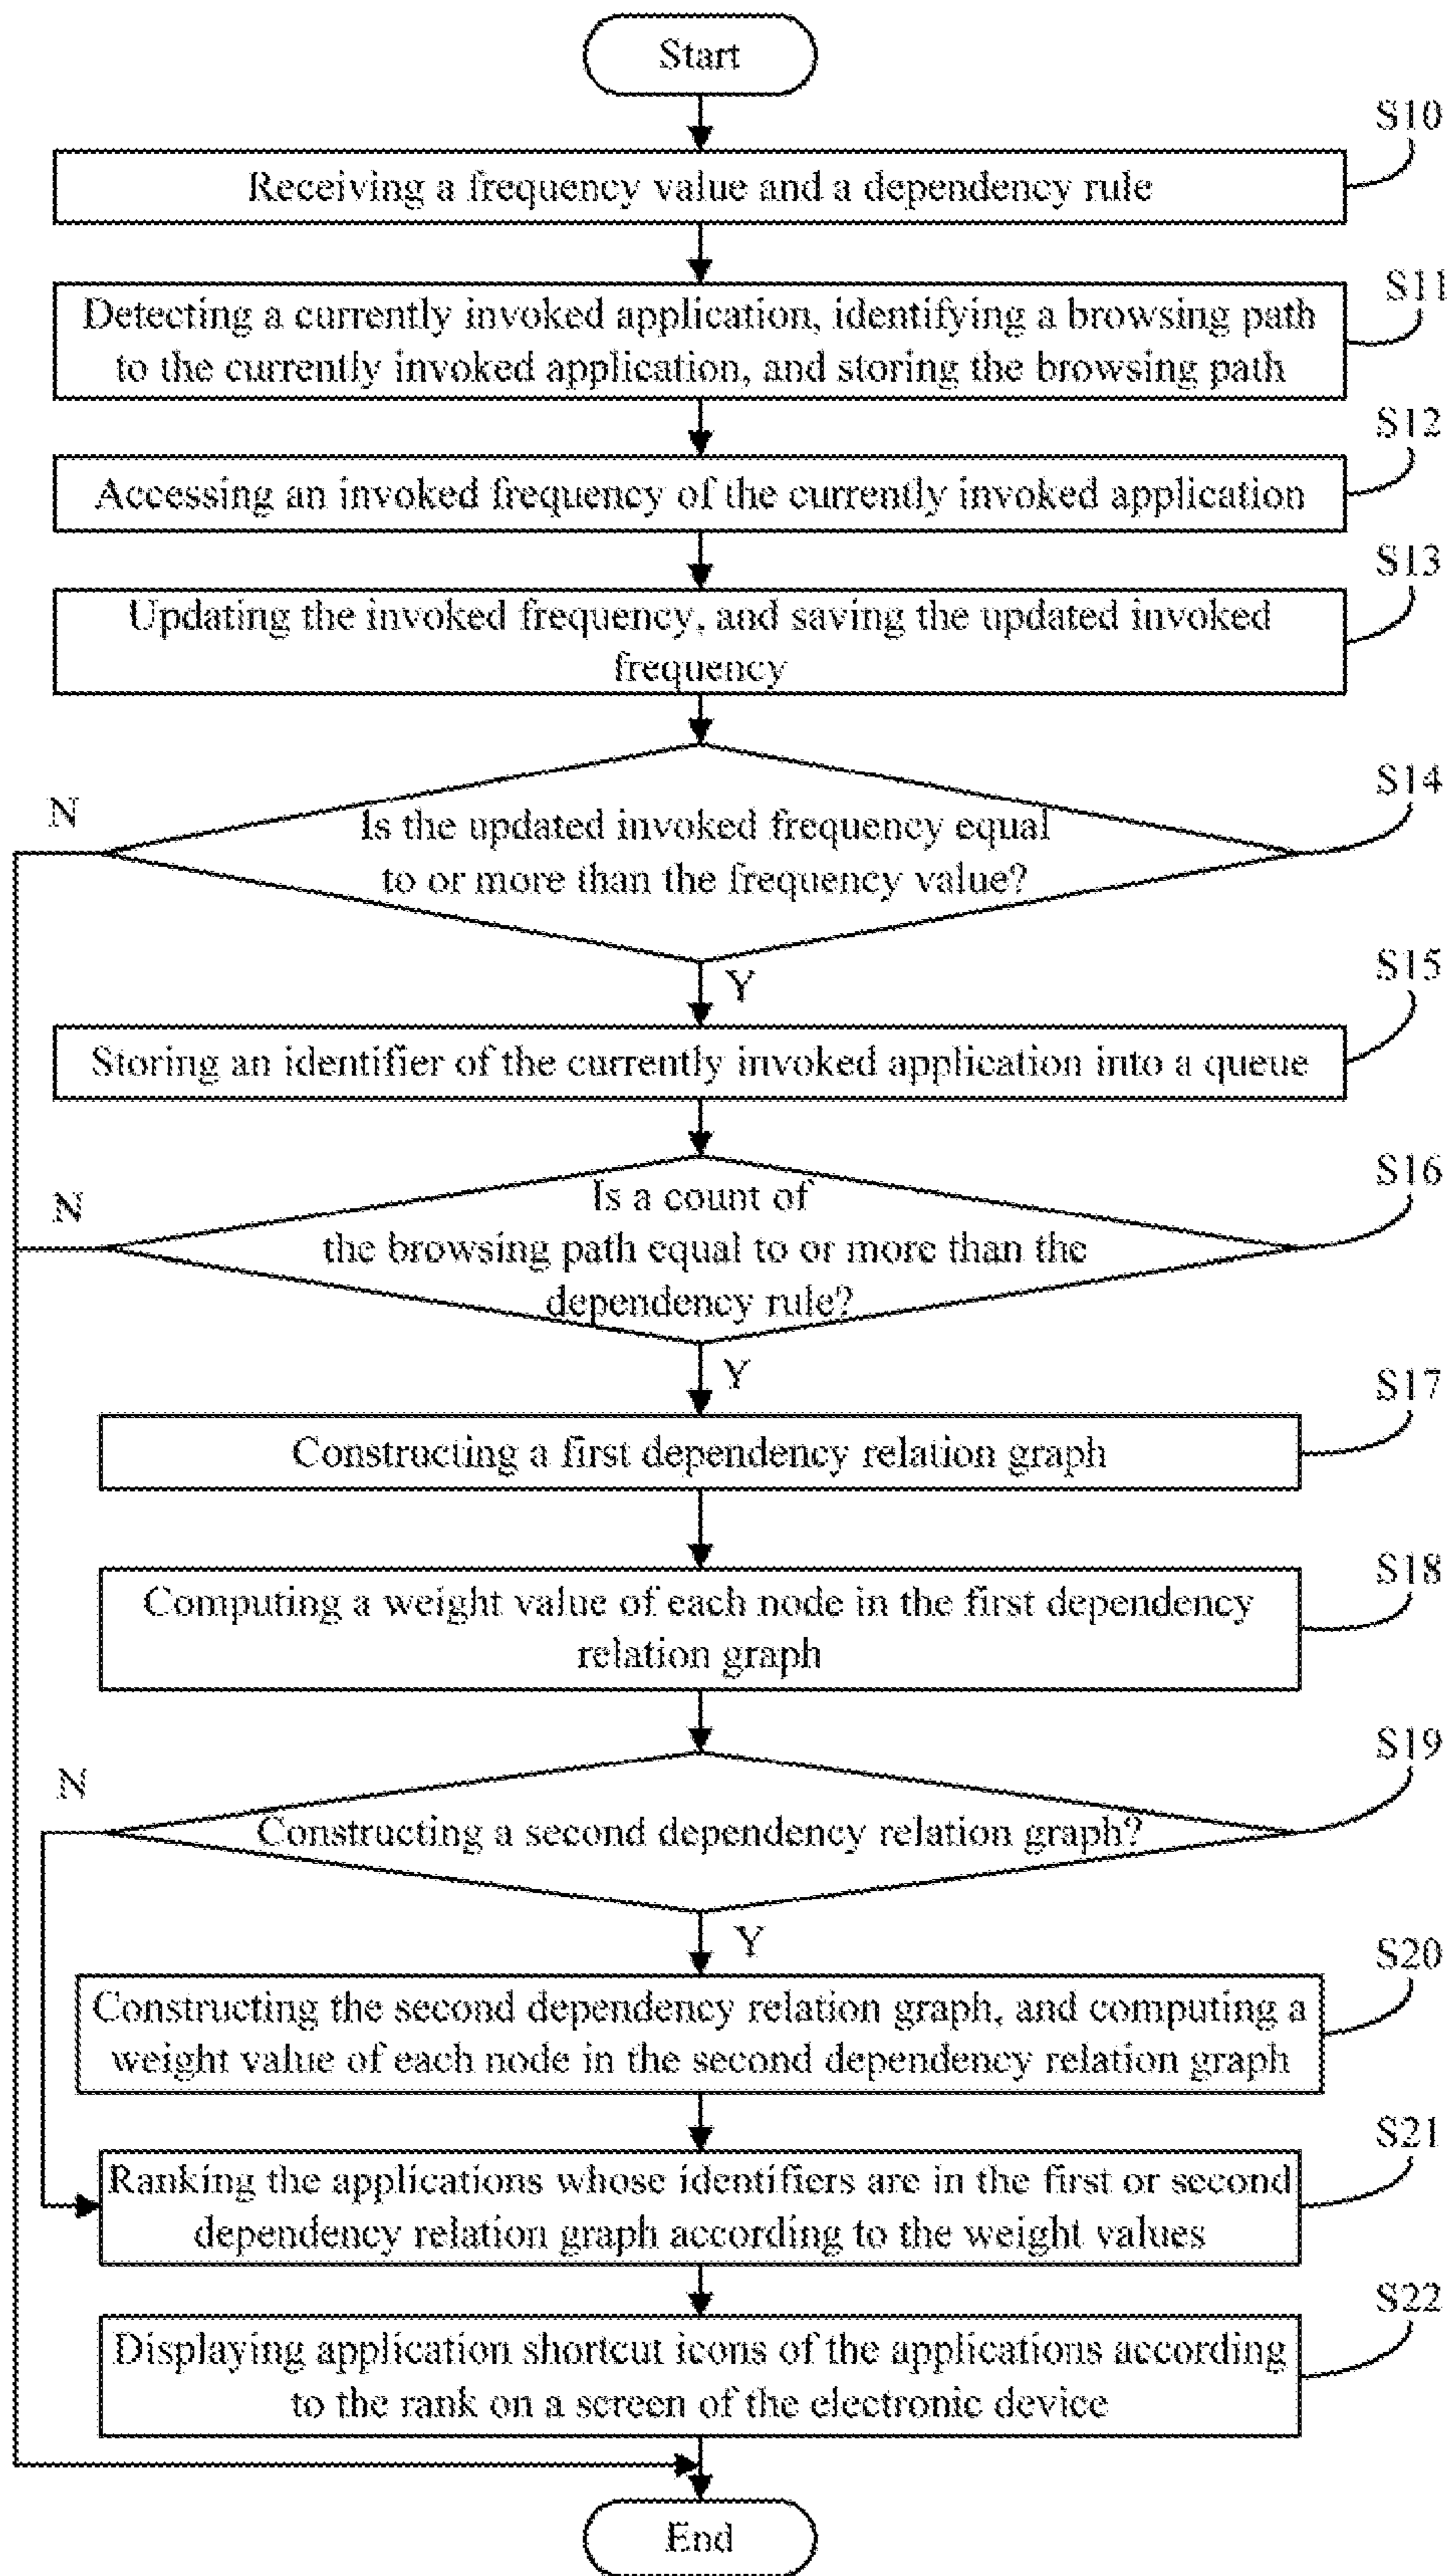 Start
S10
Receiving a frequency value and a dependency rule
S11
Detecting a currently invoked application, identifying a browsing path
to the currently invoked application, and storing the browsing path
S12
Accessing an invoked frequency of the currently invoked application
S13
Updating the invoked frequency, and saving the updated invoked
frequency
S14
N
Is the updated invoked frequency equal
to or more than the frequency value?
Y
S15
Storing an identifier of the currently invoked application into a queue
S16
N
Is a count of
the browsing path equal to or more than the
dependency rule?
Y
S17
Constructing a first dependency relation graph
S18
Computing a weight value of each node in the first dependency
relation graph
S19
N
Constructing a second dependency relation graph?
Y
S20
Constructing the second dependency relation graph, and computing a
weight value of each node in the second dependency relation graph
S21
Ranking the applications whose identifiers are in the first or second
dependency relation graph according to the weight values
S22
Displaying application shortcut icons of the applications according
to the rank on a screen of the electronic device
End